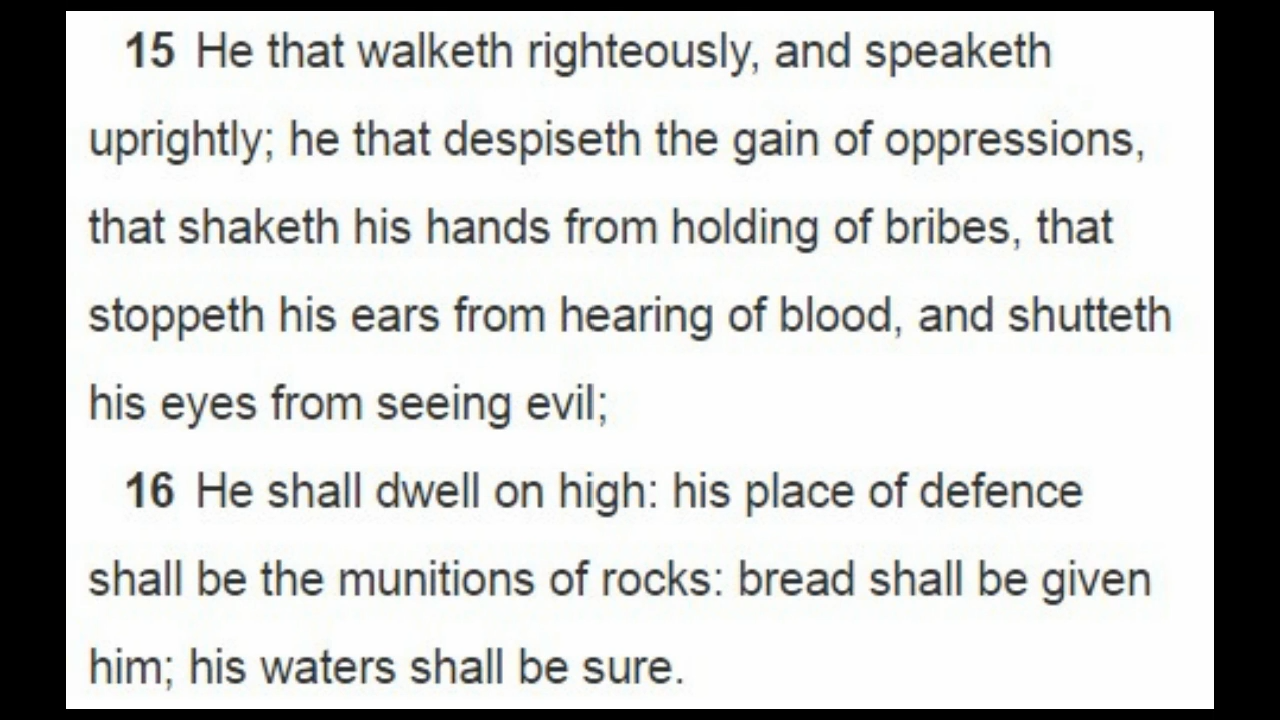 15 He that walketh righteously, and speaketh
uprightly; he that despiseth the gain of oppressions,
that shaketh his hands from holding of bribes, that
stoppeth his ears from hearing of blood, and shutteth
his eyes from seeing evil;
16 He shall dwell on high: his place of defence
shall be the munitions of rocks: bread shall be given
him; his waters shall be sure.